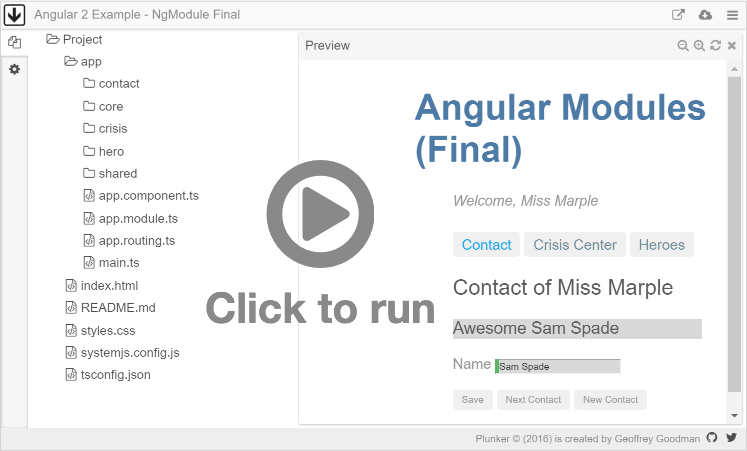 Angular 2 Example - NgModule Final
Project
app
contact
core
crisis
hero
shared
app.component.ts
app.module.ts
app.routing.ts
main.ts
index.html
README.md
styles.css
systemjs.config.js
tsconfig.json
Preview
Angular Modules
(Final)
Welcome, Miss Marple
Contact Crisis Center Heroes
Contact of Miss Marple
Awesome Sam Spade
Name Sam Spade
Save Next Contact New Contact
Click to run
Plunker © (2016) is created by Geoffrey Goodman